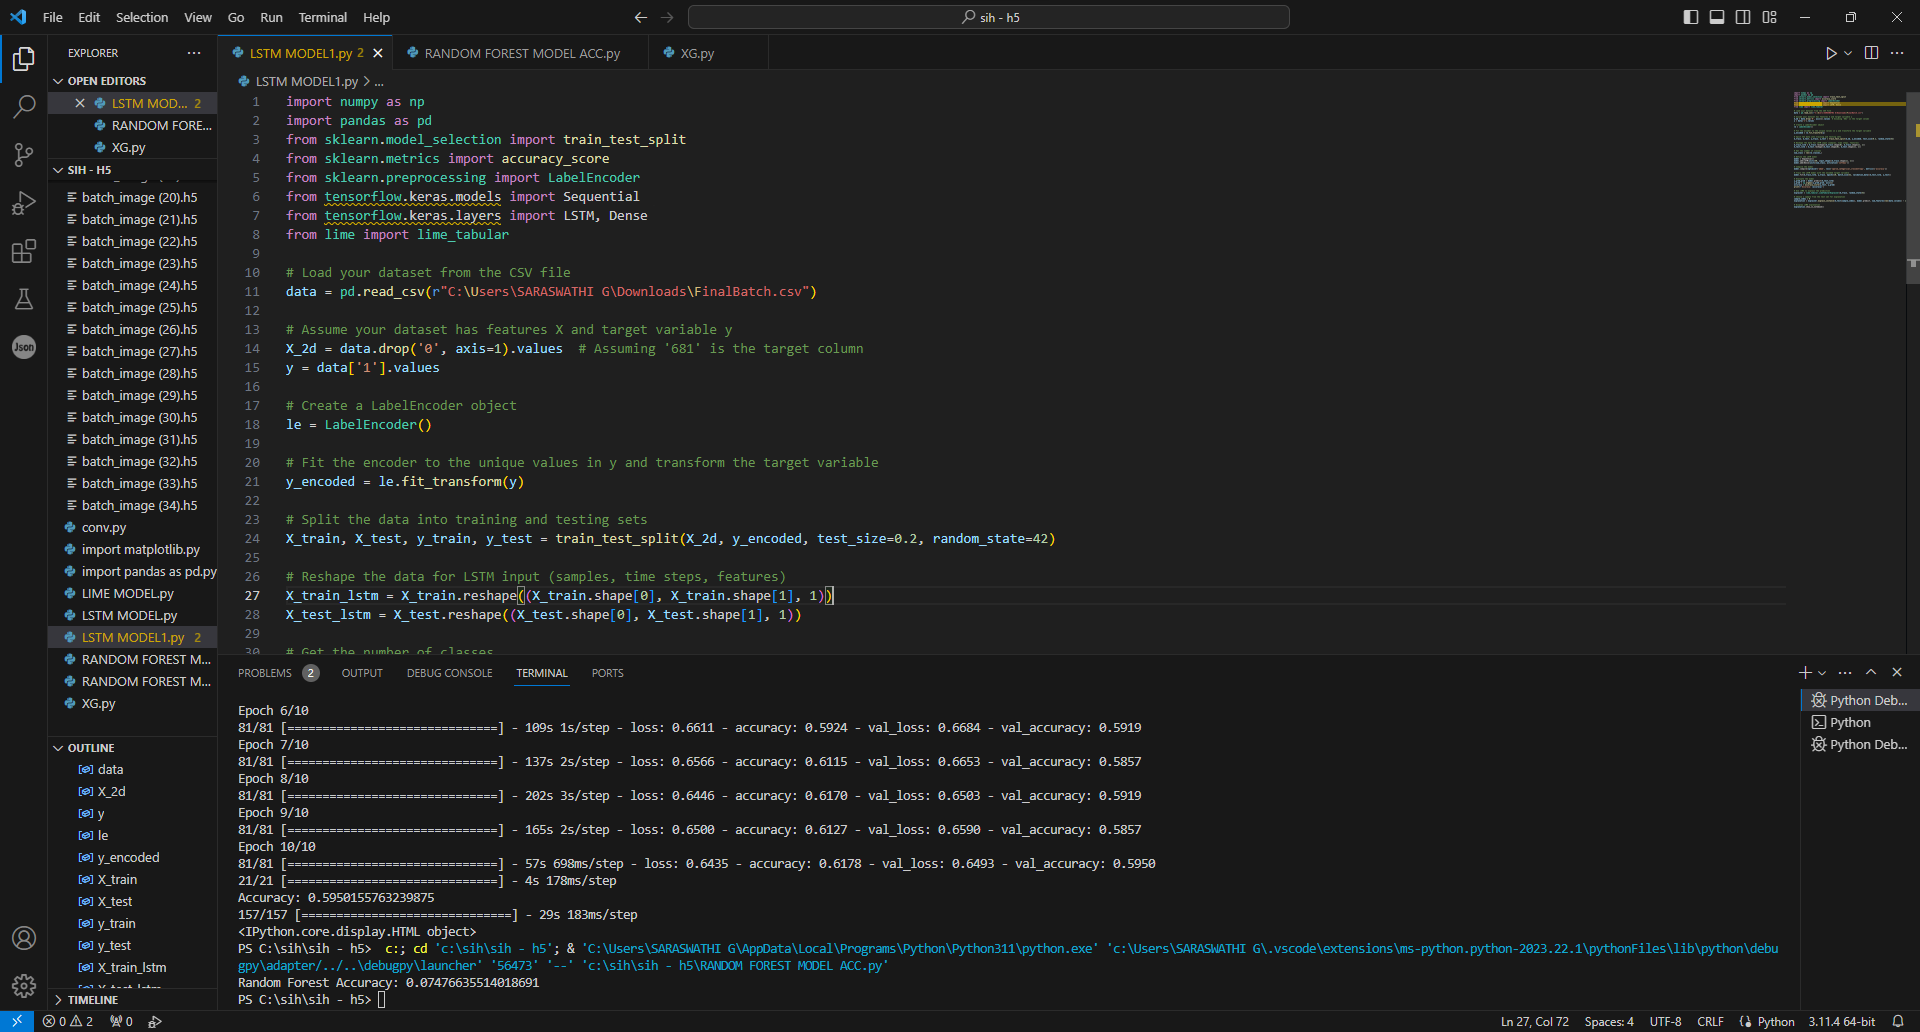 File Edit Selection View Go Run Terminal Help
sih - h5
EXPLORER
OPEN EDITORS
LSTM MOD... 2
RANDOM FORE...
XG.py
SIH - H5
batch_image (20).h5
batch_image (21).h5
batch_image (22).h5
batch_image (23).h5
batch_image (24).h5
batch_image (25).h5
batch_image (26).h5
batch_image (27).h5
batch_image (28).h5
batch_image (29).h5
batch_image (30).h5
batch_image (31).h5
batch_image (32).h5
batch_image (33).h5
batch_image (34).h5
conv.py
import matplotlib.py
import pandas as pd.py
LIME MODEL.py
LSTM MODEL.py
LSTM MODEL1.py 2
RANDOM FOREST M...
RANDOM FOREST M...
XG.py
OUTLINE
data
X_2d
y
le
y_encoded
X_train
X_test
y_train
y_test
X_train_lstm
X_test_lstm
TIMELINE
Json
LSTM MODEL1.py 2 RANDOM FOREST MODEL ACC.py XG.py
LSTM MODEL1.py > ...
1 import numpy as np
2 import pandas as pd
3 from sklearn.model_selection import train_test_split
4 from sklearn.metrics import accuracy_score
5 from sklearn.preprocessing import LabelEncoder
6 from tensorflow.keras.models import Sequential
7 from tensorflow.keras.layers import LSTM, Dense
8 from lime import lime_tabular
9
10 # Load your dataset from the CSV file
11 data = pd.read_csv(r"C:\Users\SARASWATHI G\Downloads\FinalBatch.csv")
12
13 # Assume your dataset has features X and target variable y
14 X_2d = data.drop('0', axis=1).values # Assuming '681' is the target column
15 y = data['1'].values
16
17 # Create a LabelEncoder object
18 le = LabelEncoder()
19
20 # Fit the encoder to the unique values in y and transform the target variable
21 y_encoded = le.fit_transform(y)
22
23 # Split the data into training and testing sets
24 X_train, X_test, y_train, y_test = train_test_split(X_2d, y_encoded, test_size=0.2, random_state=42)
25
26 # Reshape the data for LSTM input (samples, time steps, features)
27 X_train_lstm = X_train.reshape((X_train.shape[0], X_train.shape[1], 1))
28 X_test_lstm = X_test.reshape((X_test.shape[0], X_test.shape[1], 1))
29
30 # Get the number of classes
PROBLEMS 2 OUTPUT DEBUG CONSOLE TERMINAL PORTS
Epoch 6/10
81/81 [==============================] - 109s 1s/step - loss: 0.6611 - accuracy: 0.5924 - val_loss: 0.6684 - val_accuracy: 0.5919
Epoch 7/10
81/81 [==============================] - 137s 2s/step - loss: 0.6566 - accuracy: 0.6115 - val_loss: 0.6653 - val_accuracy: 0.5857
Epoch 8/10
81/81 [==============================] - 202s 3s/step - loss: 0.6446 - accuracy: 0.6170 - val_loss: 0.6503 - val_accuracy: 0.5919
Epoch 9/10
81/81 [==============================] - 165s 2s/step - loss: 0.6500 - accuracy: 0.6127 - val_loss: 0.6590 - val_accuracy: 0.5857
Epoch 10/10
81/81 [==============================] - 57s 698ms/step - loss: 0.6435 - accuracy: 0.6178 - val_loss: 0.6493 - val_accuracy: 0.5950
21/21 [==============================] - 4s 178ms/step
Accuracy: 0.5950155763239875
157/157 [==============================] - 29s 183ms/step
<IPython.core.display.HTML object>
PS C:\sih\sih - h5> c:; cd 'c:\sih\sih - h5'; & 'C:\Users\SARASWATHI G\AppData\Local\Programs\Python\Python311\python.exe' 'c:\Users\SARASWATHI G\.vscode\extensions\ms-python.python-2023.22.1\pythonFiles\lib\python\debu
gpy\adapter/../..\debugpy\launcher' '56473' '--' 'c:\sih\sih - h5\RANDOM FOREST MODEL ACC.py'
Random Forest Accuracy: 0.07476635514018691
PS C:\sih\sih - h5>
Python Deb...
Python
Python Deb...
0 2 0
Ln 27, Col 72 Spaces: 4 UTF-8 CRLF Python 3.11.4 64-bit